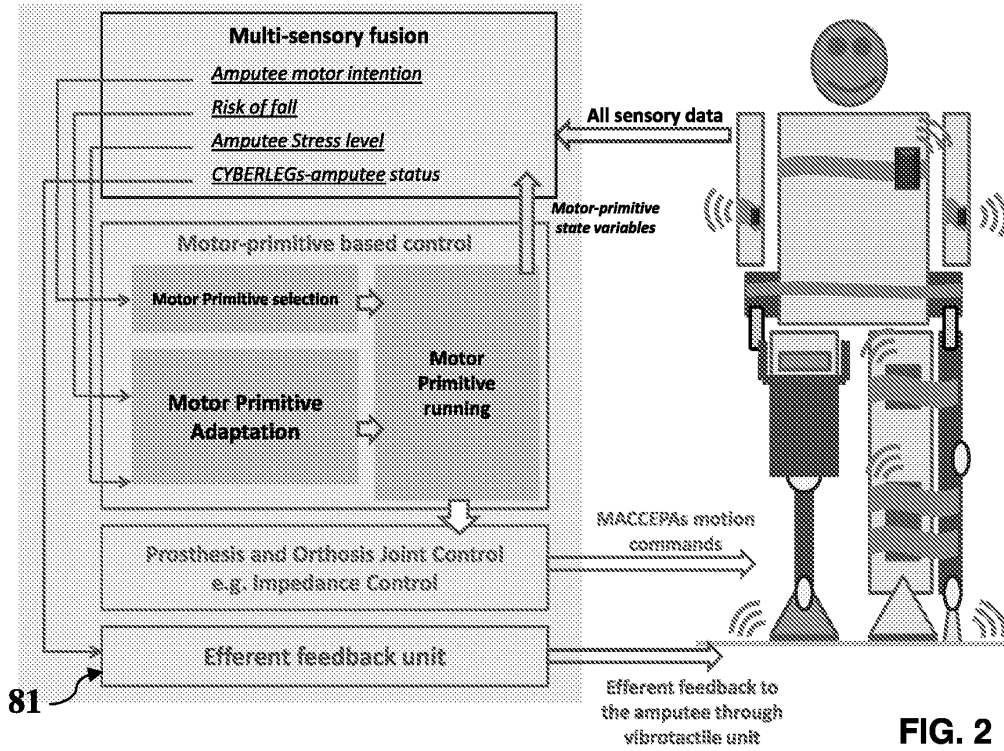 Multi-sensory fusion
Amputee motor intention
Risk of fall
Amputee Stress level
CYBERLEGs-amputee status
All sensory data
Motor-primitive
state variables
Motor-primitive based control
Motor Primitive selection
Motor Primitive
Adaptation
Motor
Primitive
running
Prosthesis and Orthosis Joint Control
e.g. Impedance Control
MACCEPAs motion
commands
Efferent feedback unit
81
Efferent feedback to
the amputee through
vibrotactile unit
FIG. 2